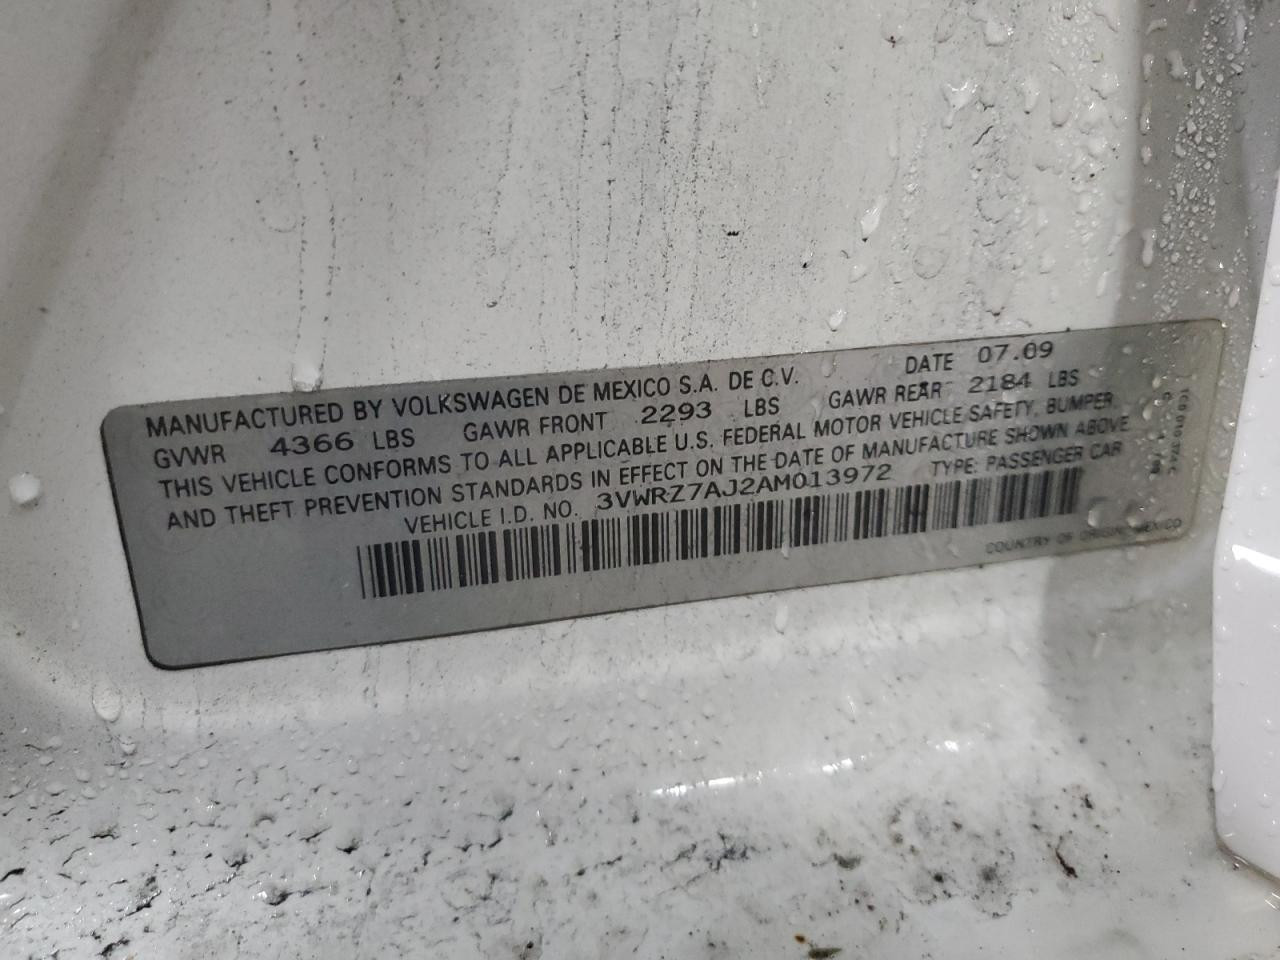 MANUFACTURED BY VOLKSWAGEN DE MEXICO S.A. DE C.V. DATE 07.09
GVWR 4366 LBS GAWR FRONT 2293 LBS GAWR REAR 2184 LBS
THIS VEHICLE CONFORMS TO ALL APPLICABLE U.S. FEDERAL MOTOR VEHICLE SAFETY, BUMPER,
AND THEFT PREVENTION STANDARDS IN EFFECT ON THE DATE OF MANUFACTURE SHOWN ABOVE
VEHICLE I.D. NO. 3VWRZ7AJ2AM013972 TYPE: PASSENGER CAR
COUNTRY OF ORIGIN: MEXICO